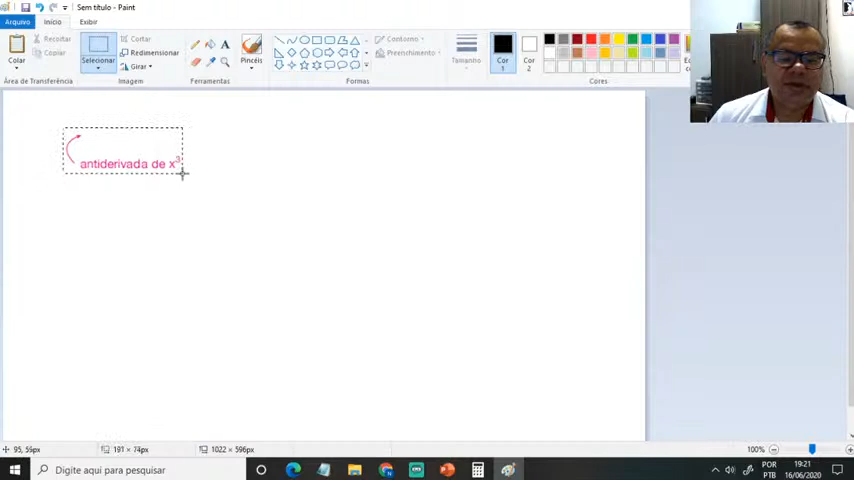 Sem título - Paint
Arquivo
Início
Exibir
Colar
Recortar
Copiar
Área de Transferência
Selecionar
Cortar
Redimensionar
Girar
Imagem
Ferramentas
Pincéis
Contorno
Preenchimento
Formas
Tamanho
Cor 1
Cor 2
Cores
antiderivada de x³
95, 55px
191 × 74px
1022 × 596px
100%
Digite aqui para pesquisar
POR
PTB
19:21
16/06/2020